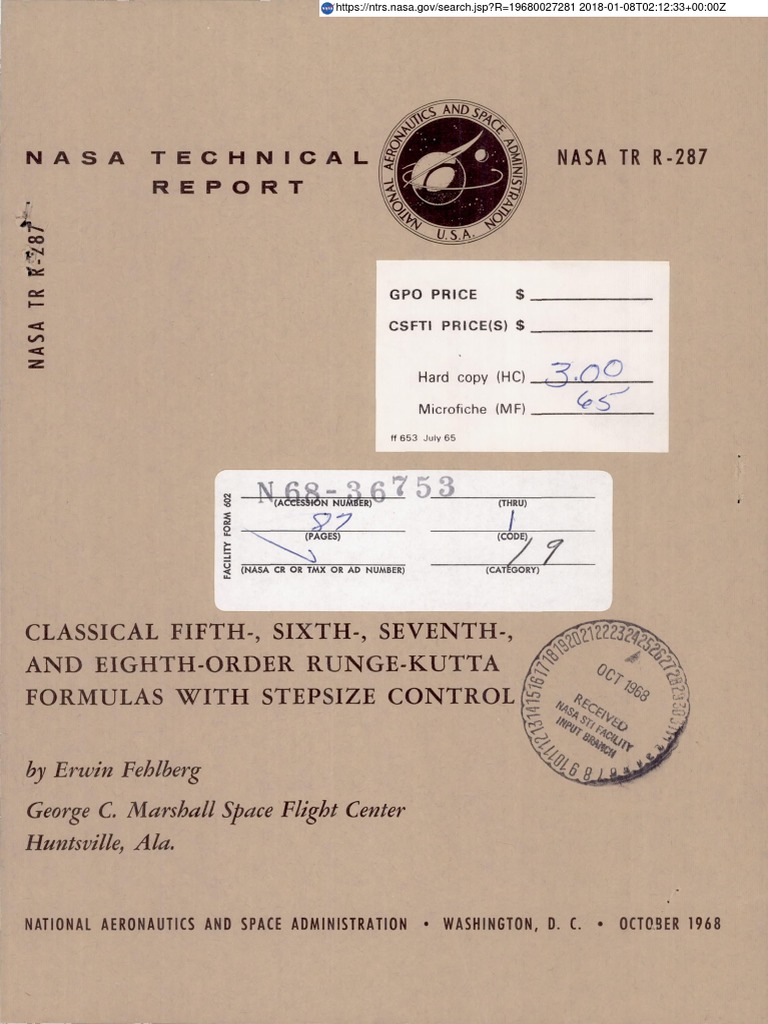 https://ntrs.nasa.gov/search.jsp?R=19680027281 2018-01-08T02:12:33+00:00Z
NASA TECHNICAL
REPORT
NATIONAL AERONAUTICS AND SPACE ADMINISTRATION
U.S.A.
NASA TR R-287
NASA TR R-287
GPO PRICE $
CSFTI PRICE(S) $
Hard copy (HC) 3.00
Microfiche (MF) 65
ff 653 July 65
FACILITY FORM 602
N 68-36753
(ACCESSION NUMBER)
(THRU)
87
1
(PAGES)
(CODE)
19
(NASA CR OR TMX OR AD NUMBER)
(CATEGORY)
CLASSICAL FIFTH-, SIXTH-, SEVENTH-,
AND EIGHTH-ORDER RUNGE-KUTTA
FORMULAS WITH STEPSIZE CONTROL
OCT 1968
RECEIVED
NASA STI FACILITY
INPUT BRANCH
by Erwin Fehlberg
George C. Marshall Space Flight Center
Huntsville, Ala.
NATIONAL AERONAUTICS AND SPACE ADMINISTRATION • WASHINGTON, D. C. • OCTOBER 1968